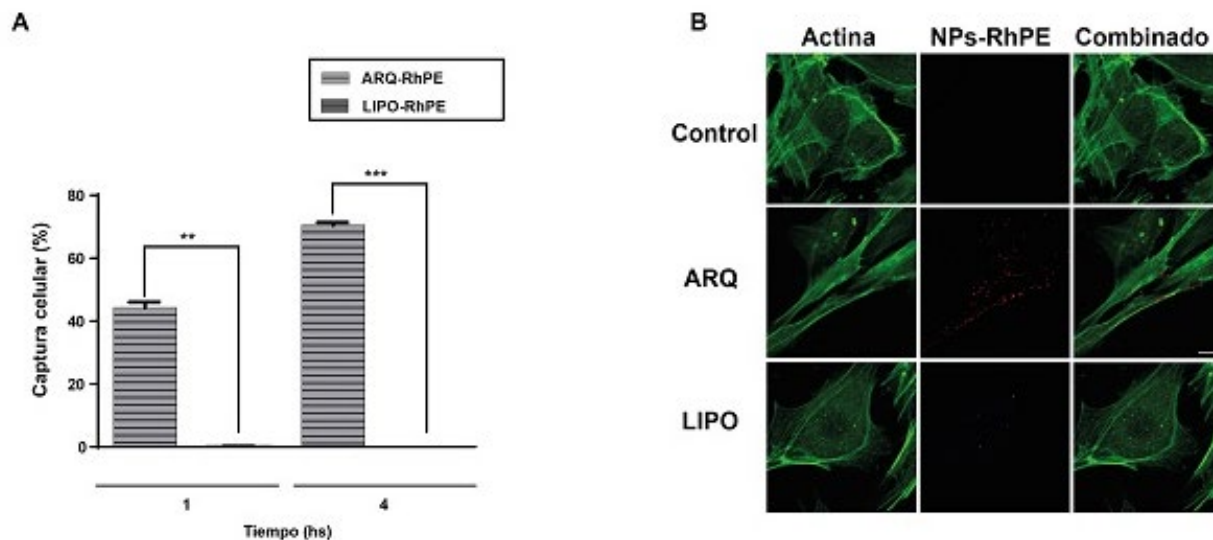 A
ARQ-RhPE
LIPO-RhPE
Captura celular (%)
80
60
40
20
0
**
***
1
4
Tiempo (hs)
B
Actina NPs-RhPE Combinado
Control
ARQ
LIPO